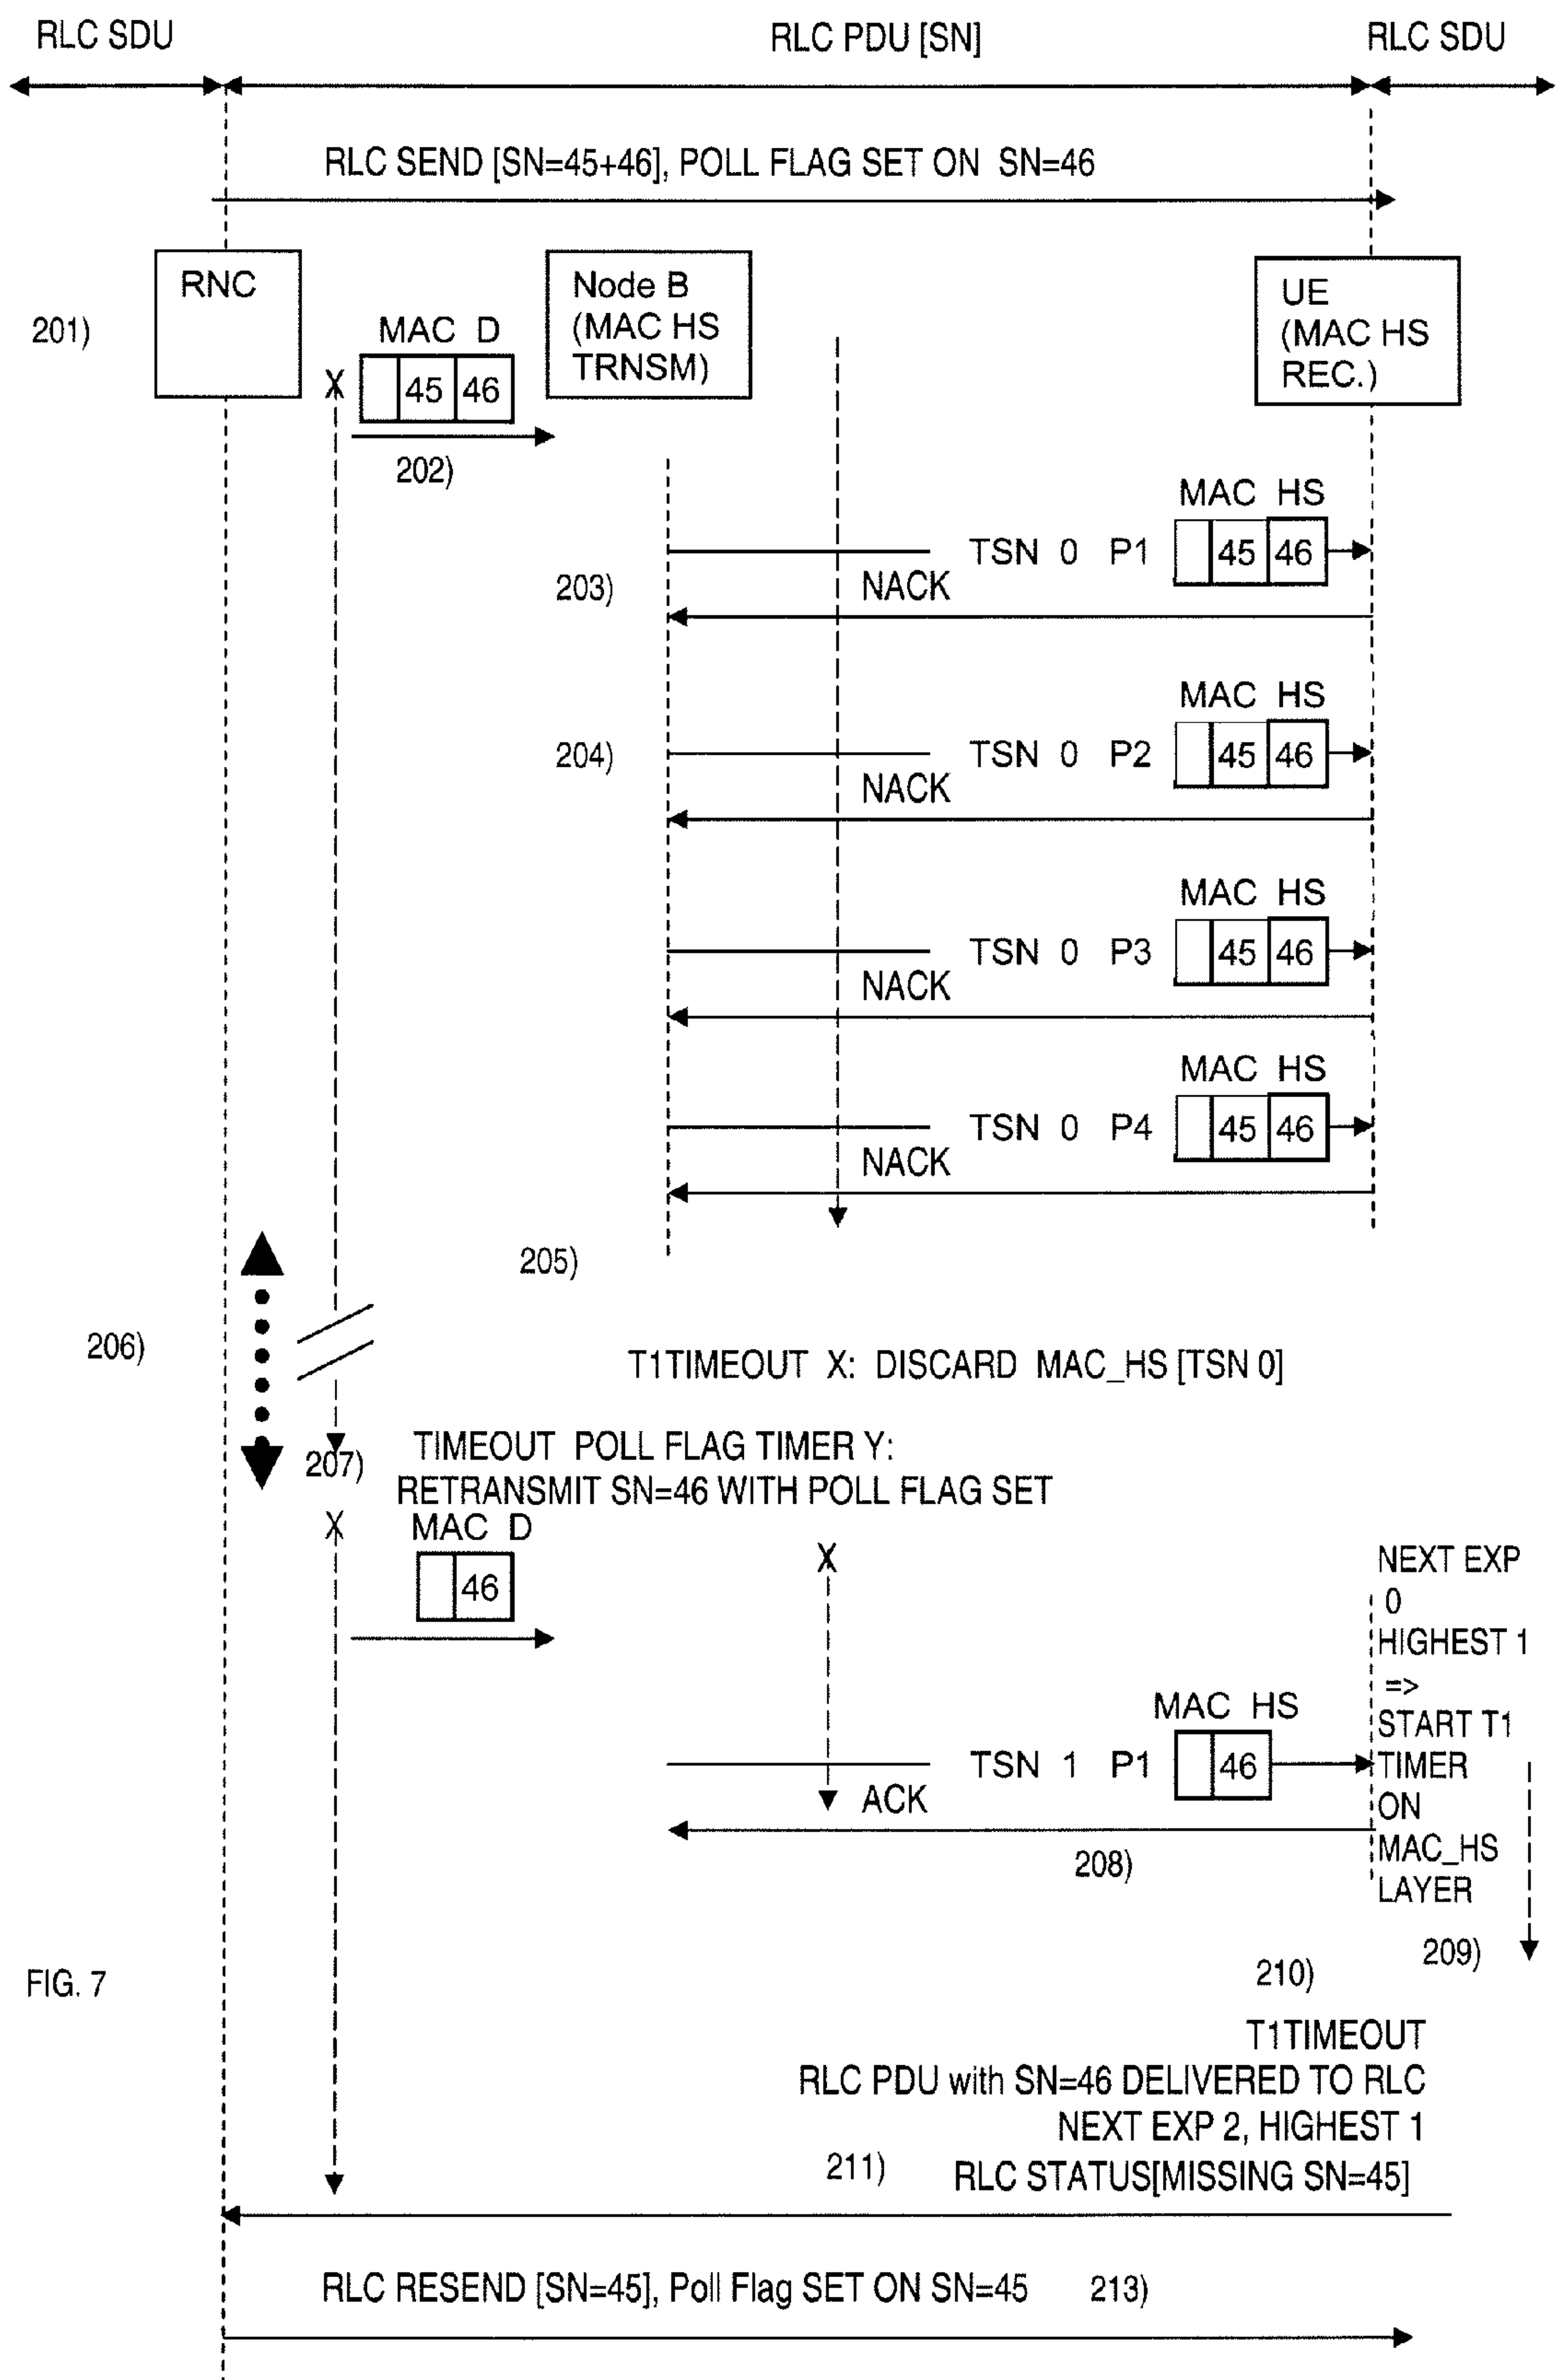 RLC SDU RLC PDU [SN] RLC SDU
RLC SEND [SN=45+46], POLL FLAG SET ON SN=46
RNC
Node B
(MAC HS
TRNSM)
UE
(MAC HS
REC.)
201)
MAC D
X 45 46
202)
MAC HS
TSN 0 P1 45 46
203)
NACK
MAC HS
204)
TSN 0 P2 45 46
NACK
MAC HS
TSN 0 P3 45 46
NACK
MAC HS
TSN 0 P4 45 46
NACK
205)
206)
T1TIMEOUT X: DISCARD MAC_HS [TSN 0]
207)
TIMEOUT POLL FLAG TIMER Y:
RETRANSMIT SN=46 WITH POLL FLAG SET
X
MAC D
46
X
NEXT EXP
0
HIGHEST 1
=>
START T1
TIMER
ON
MAC_HS
LAYER
MAC HS
TSN 1 P1 46
ACK
208)
209)
210)
FIG. 7
T1TIMEOUT
RLC PDU with SN=46 DELIVERED TO RLC
NEXT EXP 2, HIGHEST 1
211) RLC STATUS[MISSING SN=45]
RLC RESEND [SN=45], Poll Flag SET ON SN=45 213)